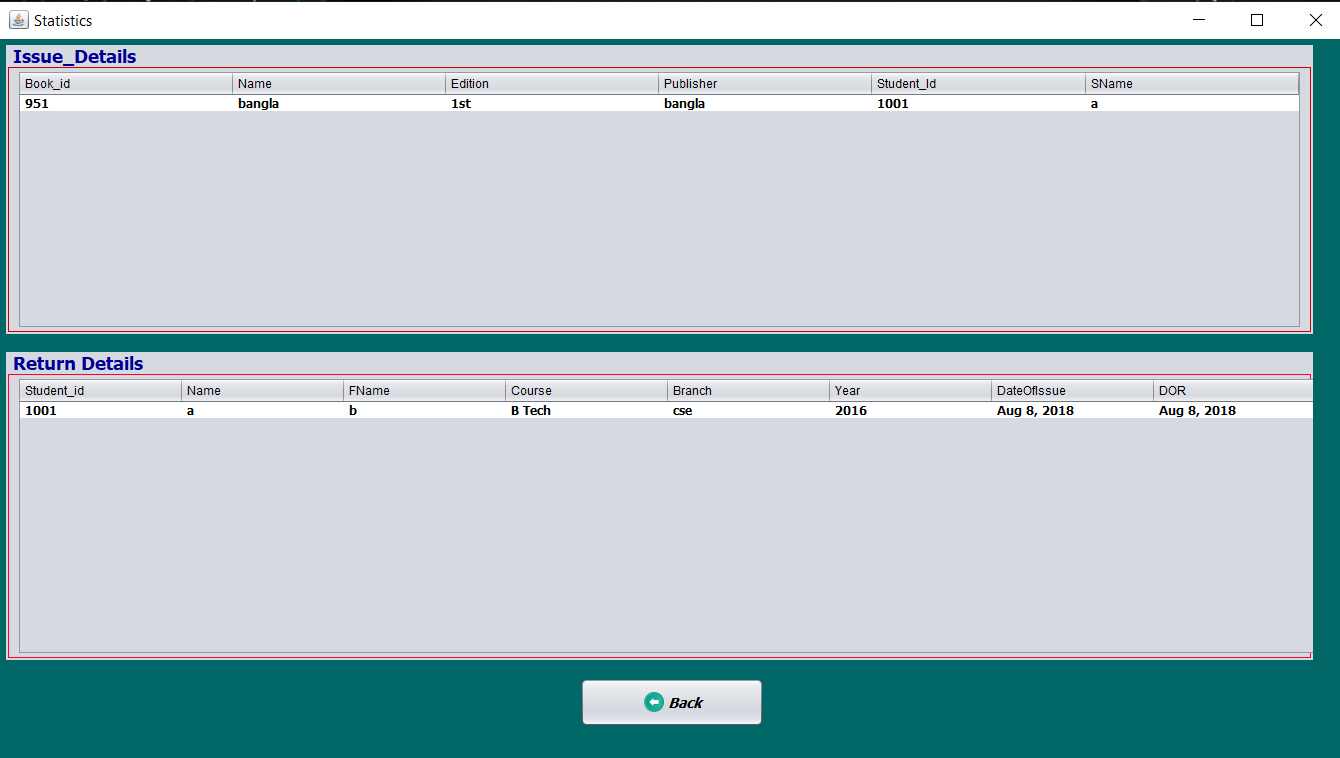 Statistics
Issue_Details
Book_id Name Edition Publisher Student_Id SName
951 bangla 1st bangla 1001 a
Return Details
Student_id Name FName Course Branch Year DateOfIssue DOR
1001 a b B Tech cse 2016 Aug 8, 2018 Aug 8, 2018
Back